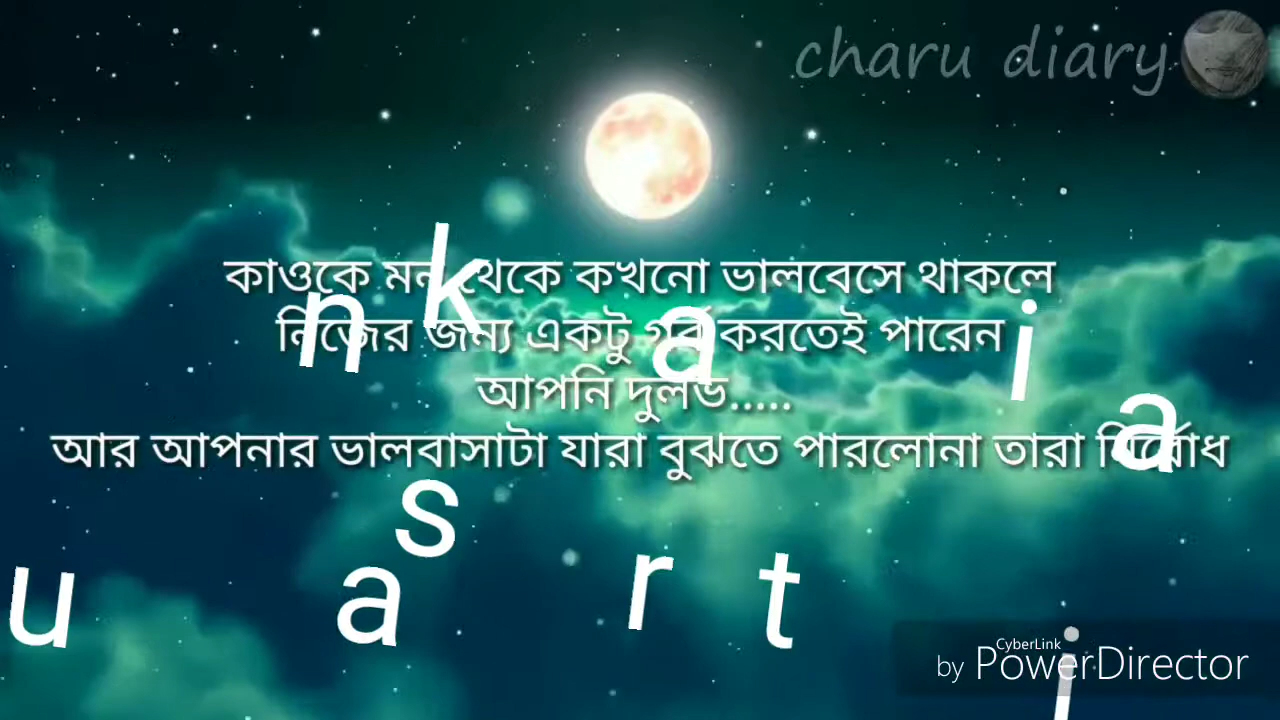 charu diary
কাওকে মন থেকে কখনো ভালবেসে থাকলে
নিজের জন্য একটু গর্ব করতেই পারেন
আপনি দুলভ.....
আর আপনার ভালবাসাটা যারা বুঝতে পারলোনা তারা নির্বোধ
k
n a i
a
s
u a r t
i
CyberLink
by PowerDirector